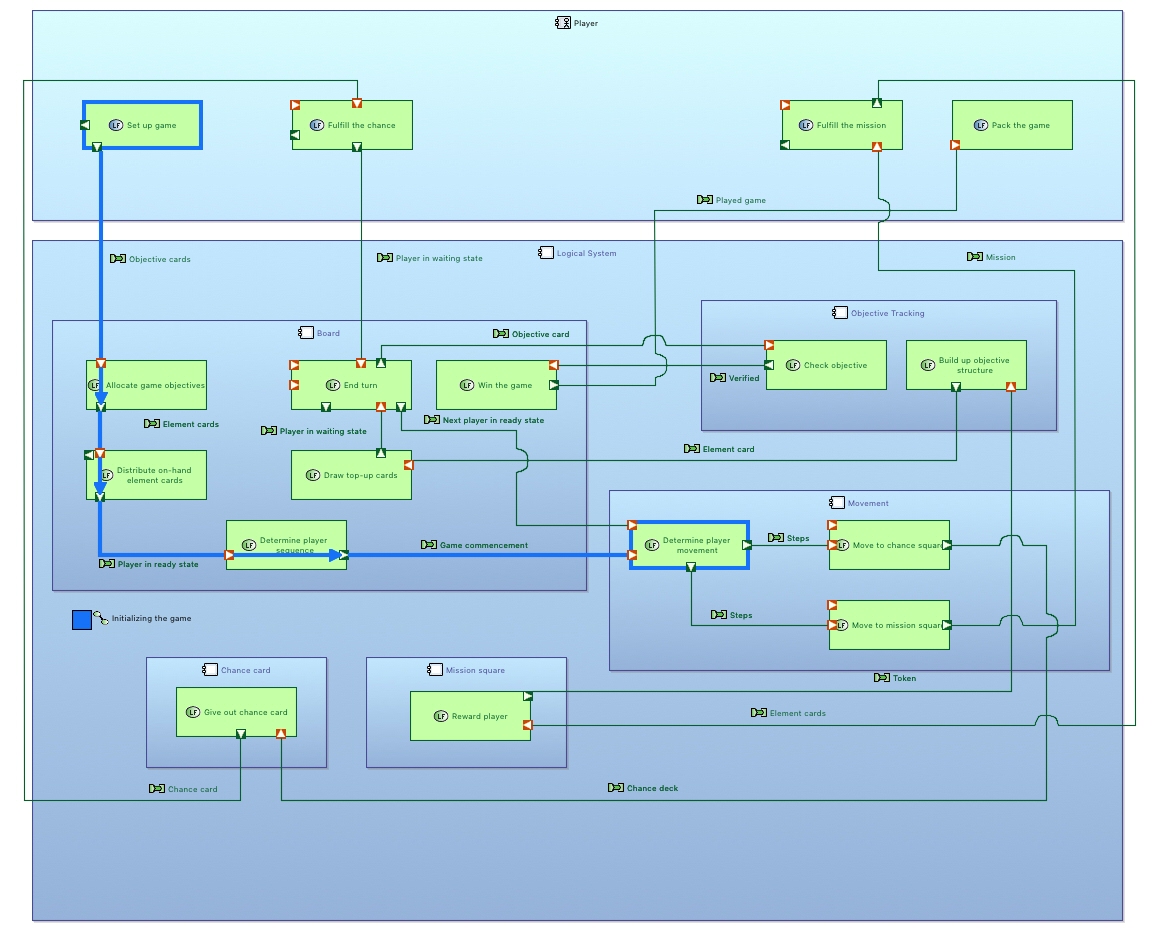 Player
LF Set up game
LF Fulfill the chance
LF Fulfill the mission
LF Pack the game
Played game
Logical System
Objective cards
Player in waiting state
Mission
Objective Tracking
Board
Objective card
LF Allocate game objectives
LF End turn
LF Win the game
LF Check objective
LF Build up objective
structure
Verified
Element cards
Player in waiting state
Next player in ready state
Element card
LF Distribute on-hand
element cards
LF Draw top-up cards
Movement
LF Determine player
sequence
Game commencement
LF Determine player
movement
Steps
LF Move to chance square
Player in ready state
Initializing the game
Steps
LF Move to mission square
Chance card
Mission square
Token
LF Give out chance card
LF Reward player
Element cards
Chance card
Chance deck